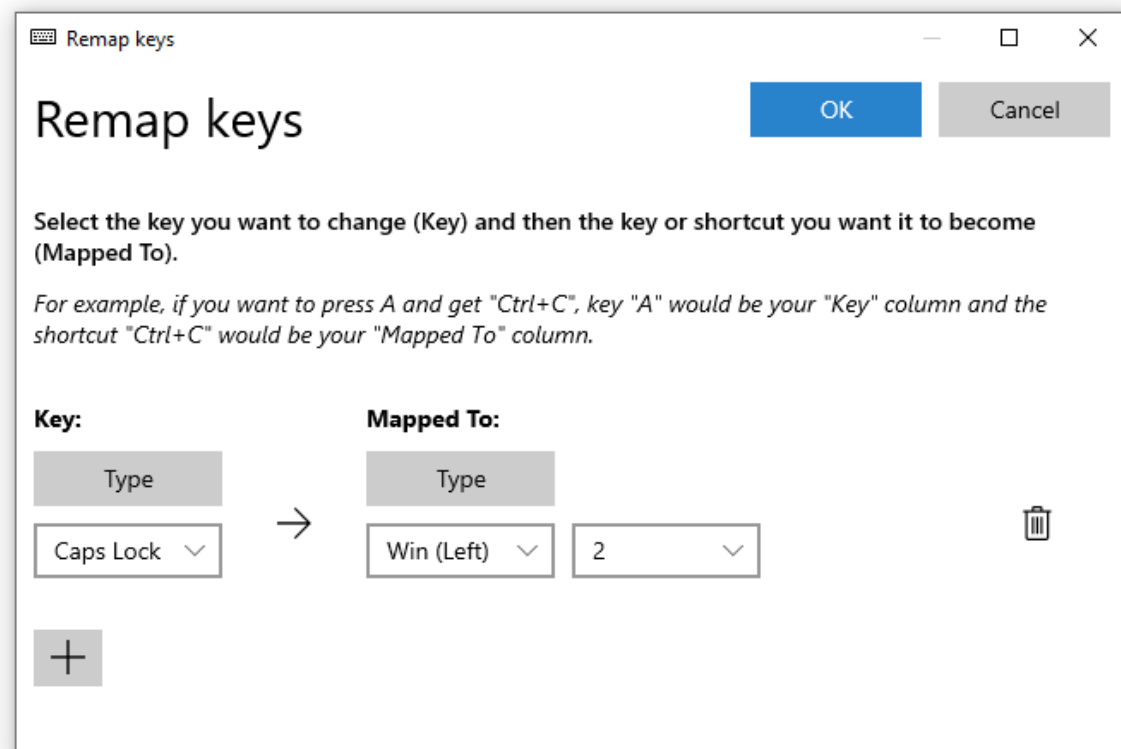 Remap keys
Remap keys
OK
Cancel
Select the key you want to change (Key) and then the key or shortcut you want it to become
(Mapped To).
For example, if you want to press A and get "Ctrl+C", key "A" would be your "Key" column and the
shortcut "Ctrl+C" would be your "Mapped To" column.
Key:
Mapped To:
Type
Type
Caps Lock
Win (Left)
2